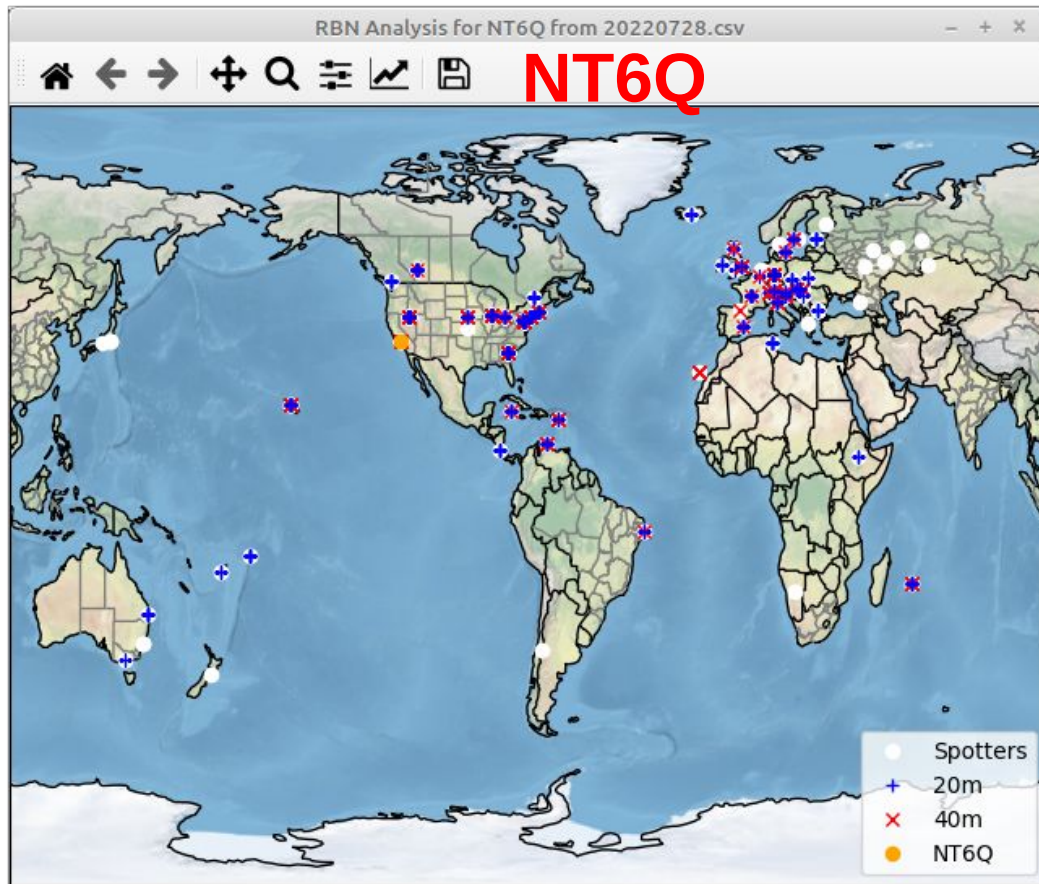 RBN Analysis for NT6Q from 20220728.csv
NT6Q
Spotters
20m
40m
NT6Q